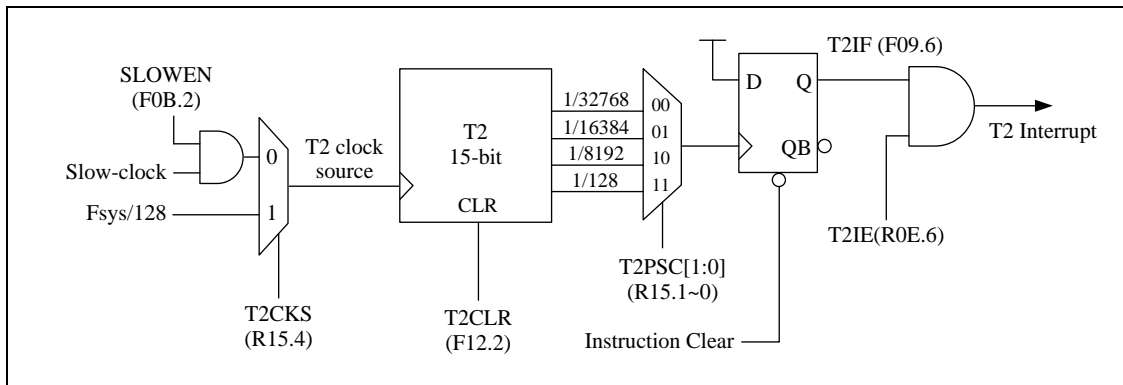 T2IF (F09.6)
SLOWEN
(F0B.2)
D
Q
1/32768
00
T2
15-bit
1/16384
01
T2 clock
source
0
T2 Interrupt
1/8192
10
QB
Slow-clock
1/128
11
CLR
Fsys/128
1
T2IE(R0E.6)
T2PSC[1:0]
(R15.1~0)
T2CKS
(R15.4)
T2CLR
(F12.2)
Instruction Clear